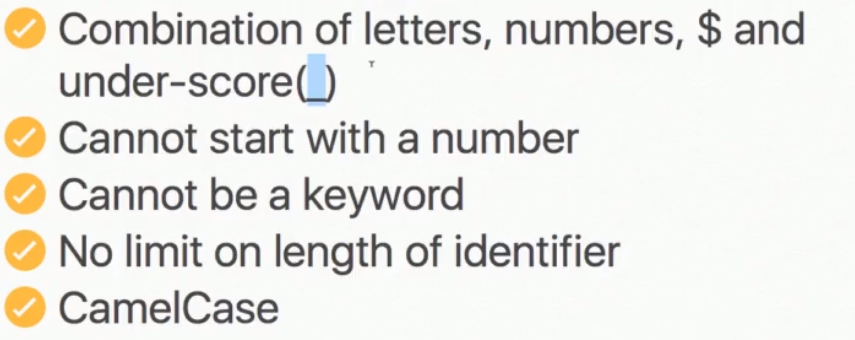 Combination of letters, numbers, $ and
under-score(_)
Cannot start with a number
Cannot be a keyword
No limit on length of identifier
CamelCase